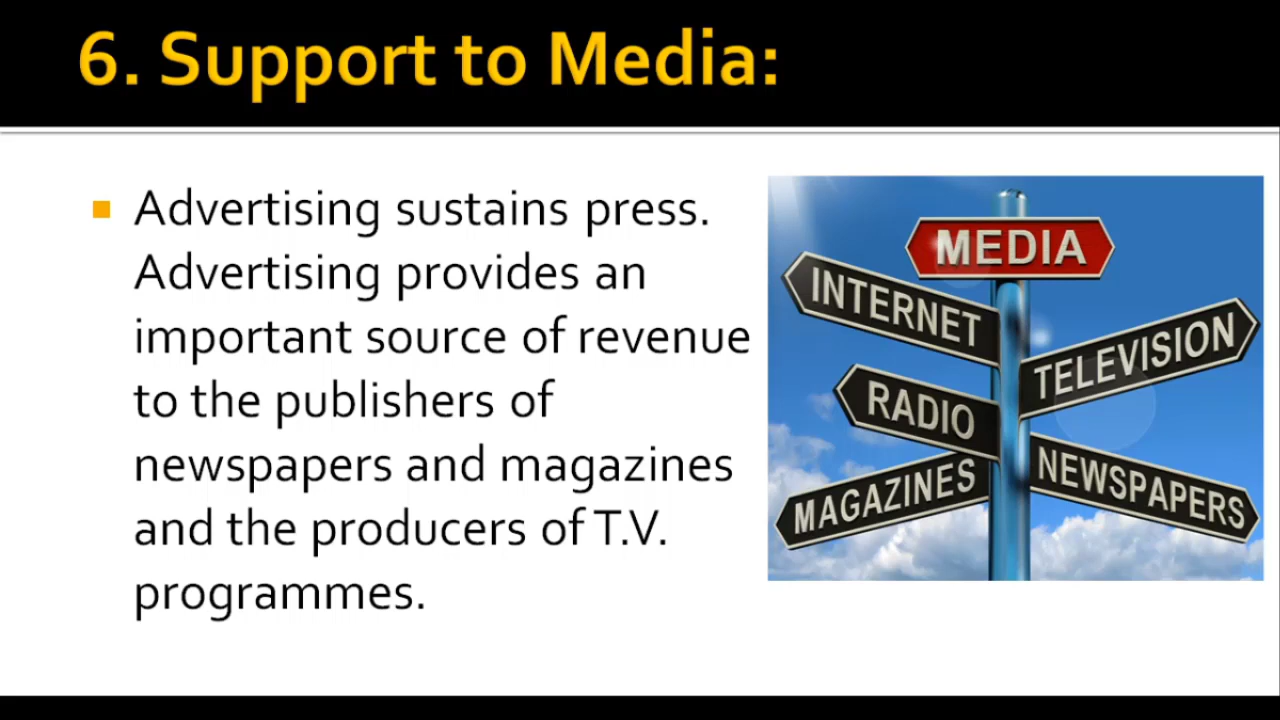 6. Support to Media:
Advertising sustains press.
Advertising provides an
important source of revenue
to the publishers of
newspapers and magazines
and the producers of T.V.
programmes.
MEDIA
INTERNET
TELEVISION
RADIO
MAGAZINES
NEWSPAPERS